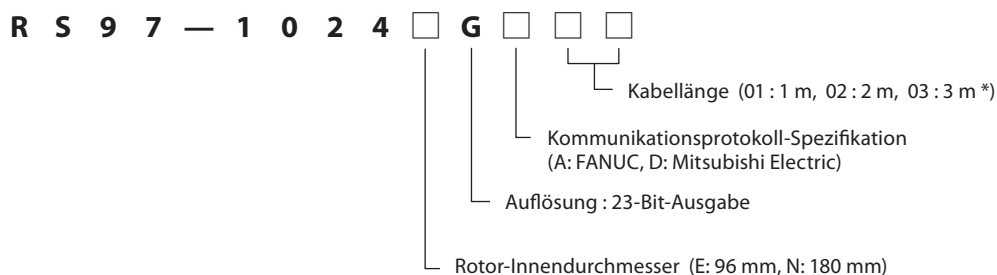 R S 9 7 — 1 0 2 4 □ G □ □ □
Kabellänge (01 : 1 m, 02 : 2 m, 03 : 3 m *)
Kommunikationsprotokoll-Spezifikation
(A: FANUC, D: Mitsubishi Electric)
Auflösung : 23-Bit-Ausgabe
Rotor-Innendurchmesser (E: 96 mm, N: 180 mm)